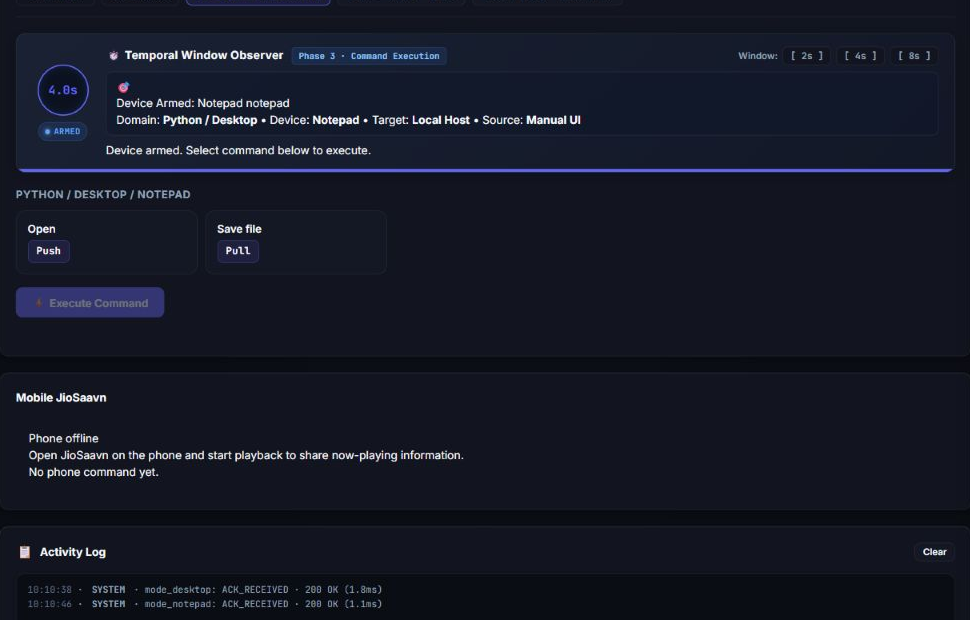 Temporal Window Observer Phase 3 · Command Execution Window: [ 2s ] [ 4s ] [ 8s ]
4.0s
ARMED
Device Armed: Notepad notepad
Domain: Python / Desktop • Device: Notepad • Target: Local Host • Source: Manual UI
Device armed. Select command below to execute.
PYTHON / DESKTOP / NOTEPAD
Open
Push
Save file
Pull
Execute Command
Mobile JioSaavn
Phone offline
Open JioSaavn on the phone and start playback to share now-playing information.
No phone command yet.
Activity Log
Clear
10:10:38 · SYSTEM · mode_desktop: ACK_RECEIVED · 200 OK (1.8ms)
10:10:46 · SYSTEM · mode_notepad: ACK_RECEIVED · 200 OK (1.1ms)